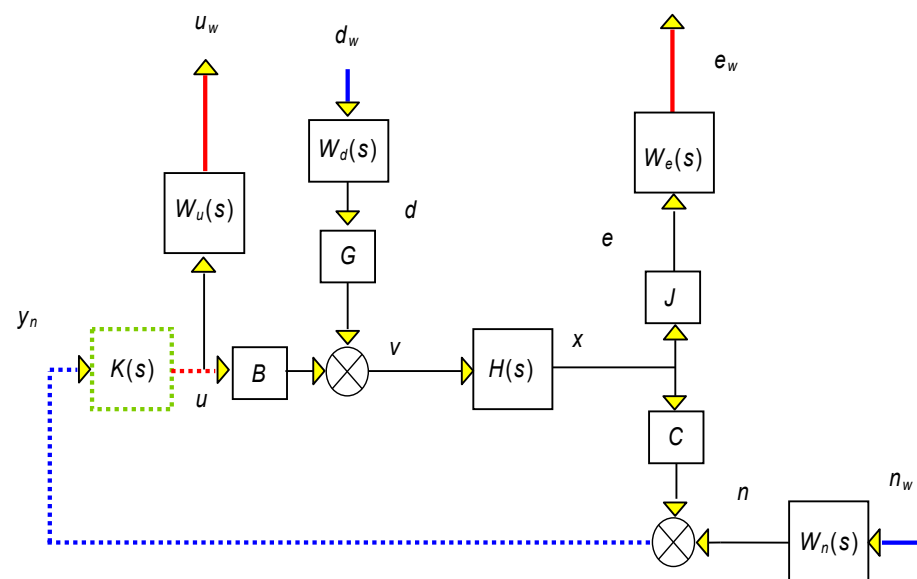 u_w
d_w
e_w
W_d(s)
W_e(s)
W_u(s)
d
G
e
J
y_n
K(s)
u
B
v
H(s)
x
C
n
n_w
W_n(s)